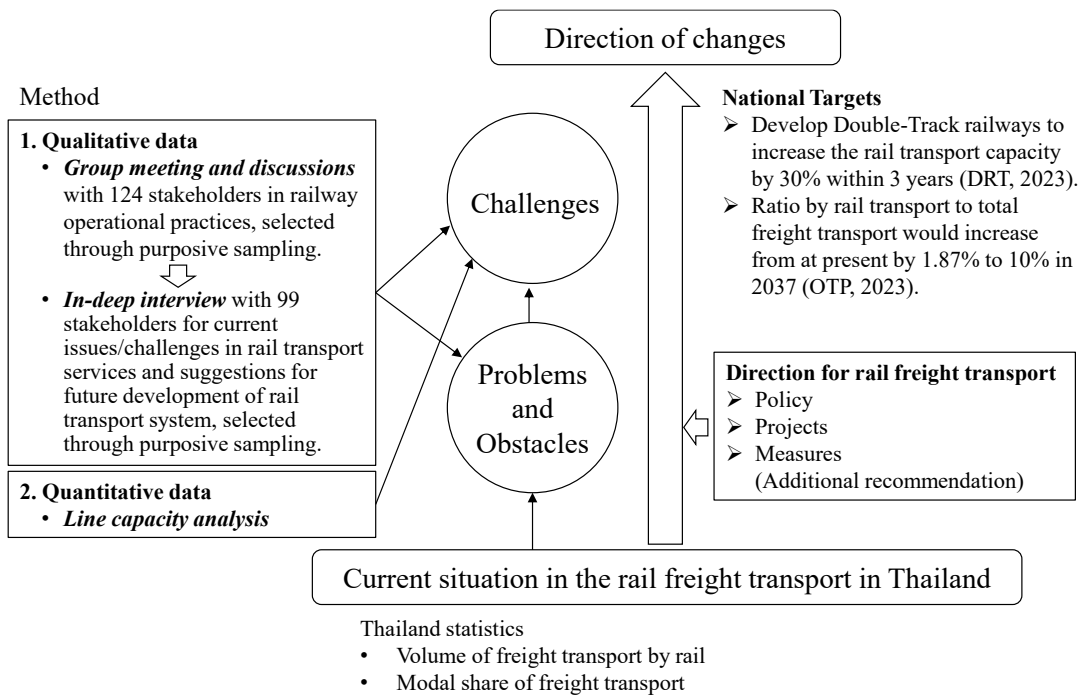 Direction of changes
Method
1. Qualitative data
• Group meeting and discussions
with 124 stakeholders in railway
operational practices, selected
through purposive sampling.
• In-deep interview with 99
stakeholders for current
issues/challenges in rail transport
services and suggestions for
future development of rail
transport system, selected
through purposive sampling.
2. Quantitative data
• Line capacity analysis
Challenges
Problems
and
Obstacles
National Targets
➢ Develop Double-Track railways to
increase the rail transport capacity
by 30% within 3 years (DRT, 2023).
➢ Ratio by rail transport to total
freight transport would increase
from at present by 1.87% to 10% in
2037 (OTP, 2023).
Direction for rail freight transport
➢ Policy
➢ Projects
➢ Measures
(Additional recommendation)
Current situation in the rail freight transport in Thailand
Thailand statistics
• Volume of freight transport by rail
• Modal share of freight transport